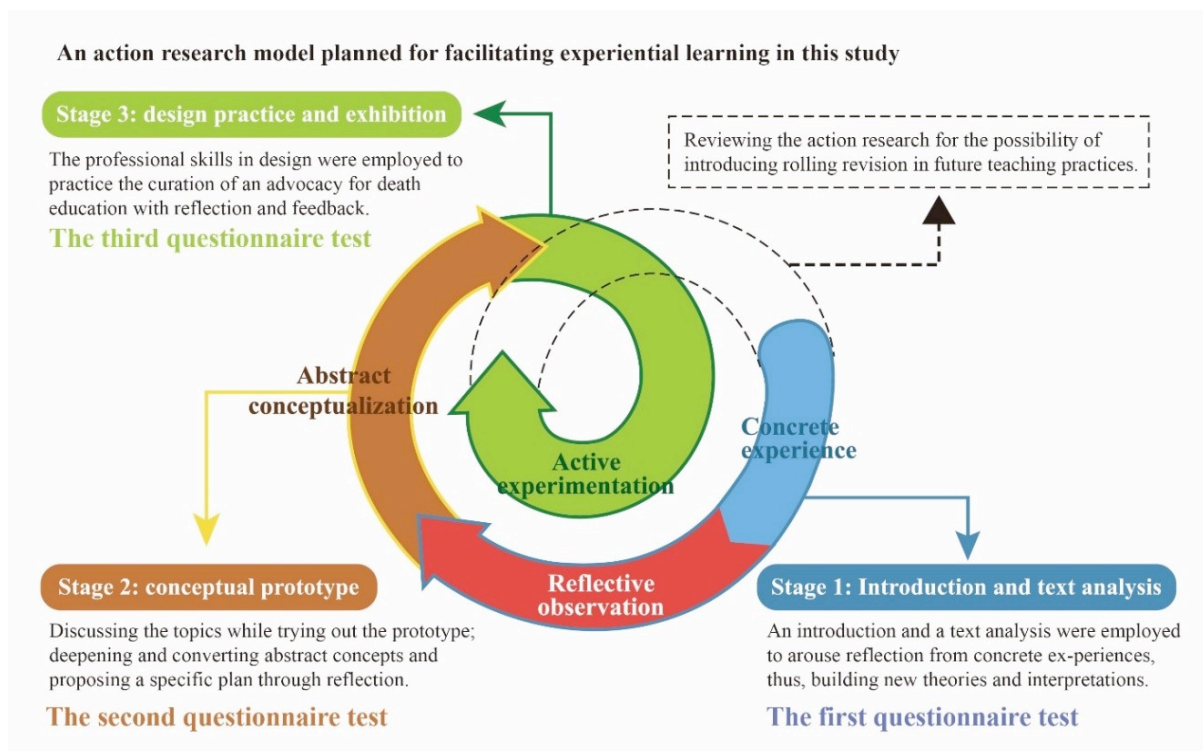 An action research model planned for facilitating experiential learning in this study
Stage 3: design practice and exhibition
The professional skills in design were employed to
practice the curation of an advocacy for death
education with reflection and feedback.
The third questionnaire test
Reviewing the action research for the possibility of
introducing rolling revision in future teaching practices.
Abstract
conceptualization
Concrete
experience
Active
experimentation
Reflective
observation
Stage 2: conceptual prototype
Discussing the topics while trying out the prototype;
deepening and converting abstract concepts and
proposing a specific plan through reflection.
The second questionnaire test
Stage 1: Introduction and text analysis
An introduction and a text analysis were employed
to arouse reflection from concrete ex-periences,
thus, building new theories and interpretations.
The first questionnaire test